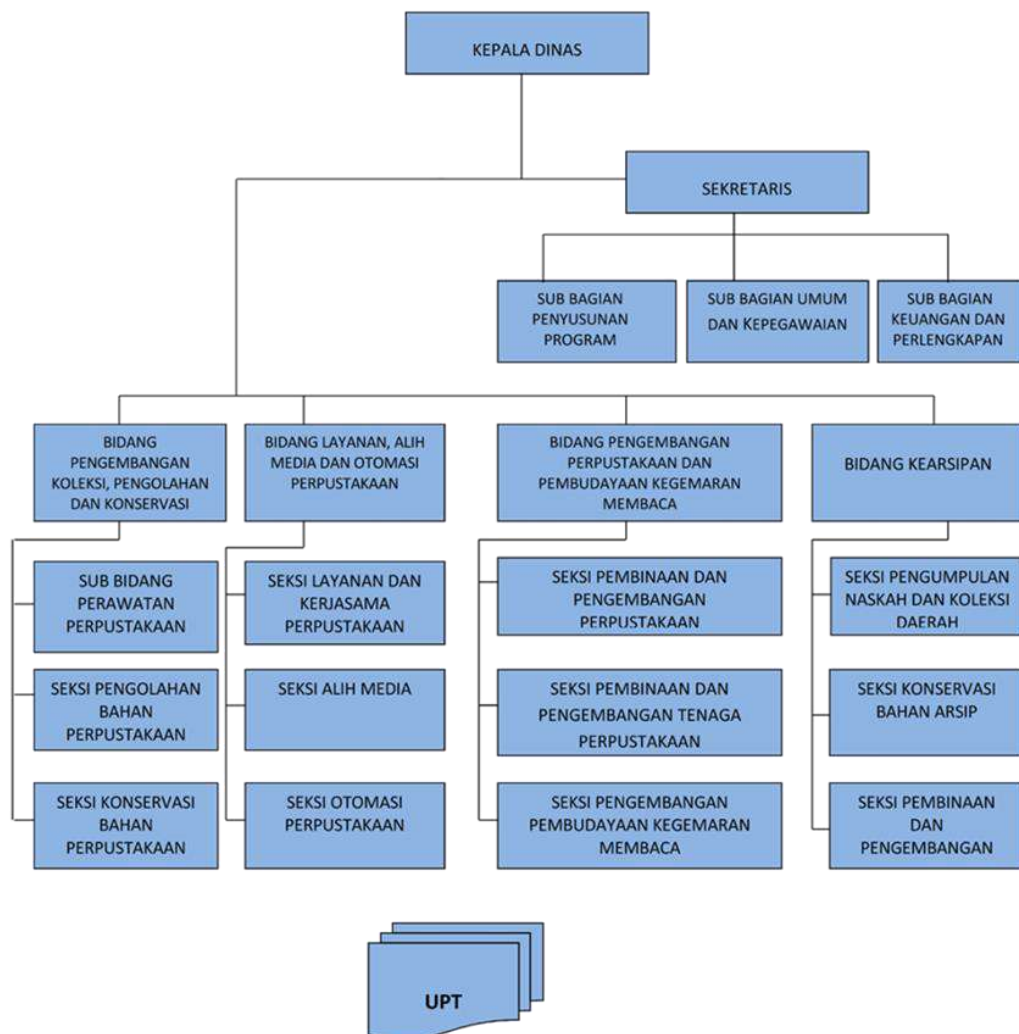 KEPALA DINAS
SEKRETARIS
SUB BAGIAN
PENYUSUNAN
PROGRAM
SUB BAGIAN UMUM
DAN KEPEGAWAIAN
SUB BAGIAN
KEUANGAN DAN
PERLENGKAPAN
BIDANG
PENGEMBANGAN
KOLEKSI, PENGOLAHAN
DAN KONSERVASI
BIDANG LAYANAN, ALIH
MEDIA DAN OTOMASI
PERPUSTAKAAN
BIDANG PENGEMBANGAN
PERPUSTAKAAN DAN
PEMBUDAYAAN KEGEMARAN
MEMBACA
BIDANG KEARSIPAN
SUB BIDANG
PERAWATAN
PERPUSTAKAAN
SEKSI LAYANAN DAN
KERJASAMA
PERPUSTAKAAN
SEKSI PEMBINAAN DAN
PENGEMBANGAN
PERPUSTAKAAN
SEKSI PENGUMPULAN
NASKAH DAN KOLEKSI
DAERAH
SEKSI PENGOLAHAN
BAHAN
PERPUSTAKAAN
SEKSI ALIH MEDIA
SEKSI PEMBINAAN DAN
PENGEMBANGAN TENAGA
PERPUSTAKAAN
SEKSI KONSERVASI
BAHAN ARSIP
SEKSI KONSERVASI
BAHAN
PERPUSTAKAAN
SEKSI OTOMASI
PERPUSTAKAAN
SEKSI PENGEMBANGAN
PEMBUDAYAAN KEGEMARAN
MEMBACA
SEKSI PEMBINAAN
DAN
PENGEMBANGAN
UPT